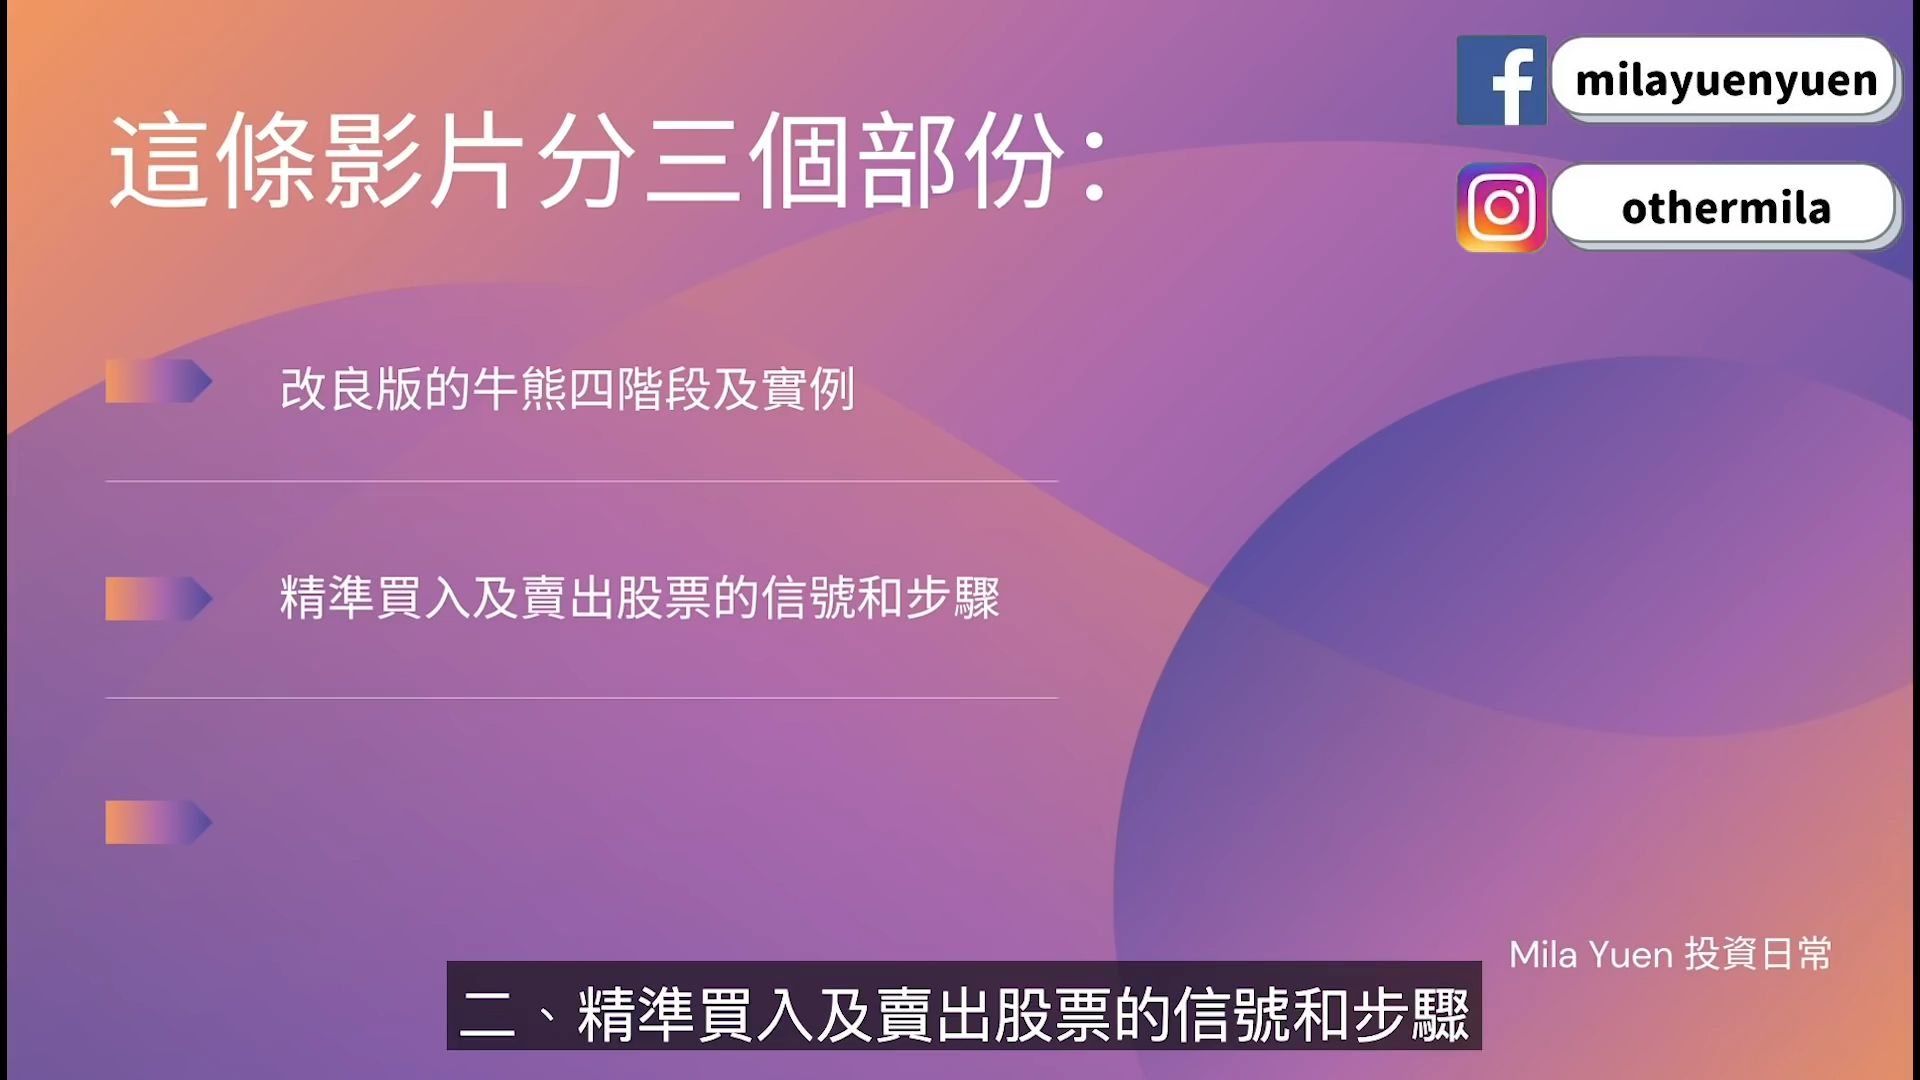 這條影片分三個部份：
milayuenyuen
othermila
改良版的牛熊四階段及實例
精準買入及賣出股票的信號和步驟
Mila Yuen 投資日常
二、精準買入及賣出股票的信號和步驟